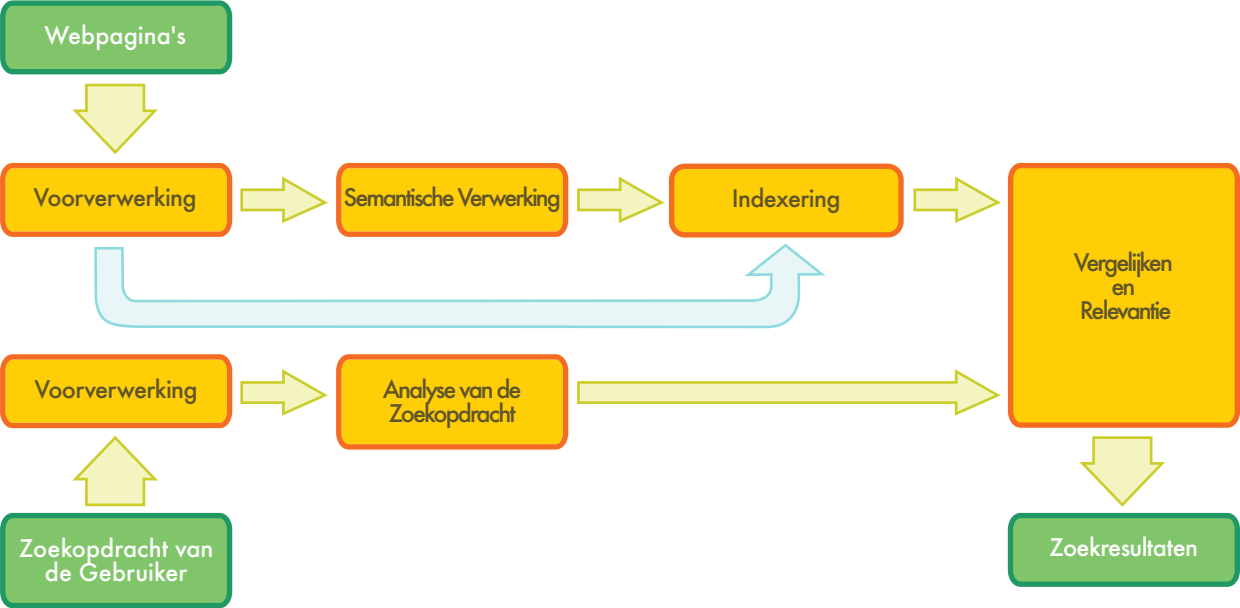 Webpagina's
Voorverwerking
Semantische Verwerking
Indexering
Vergelijken
en
Relevantie
Voorverwerking
Analyse van de
Zoekopdracht
Zoekopdracht van
de Gebruiker
Zoekresultaten